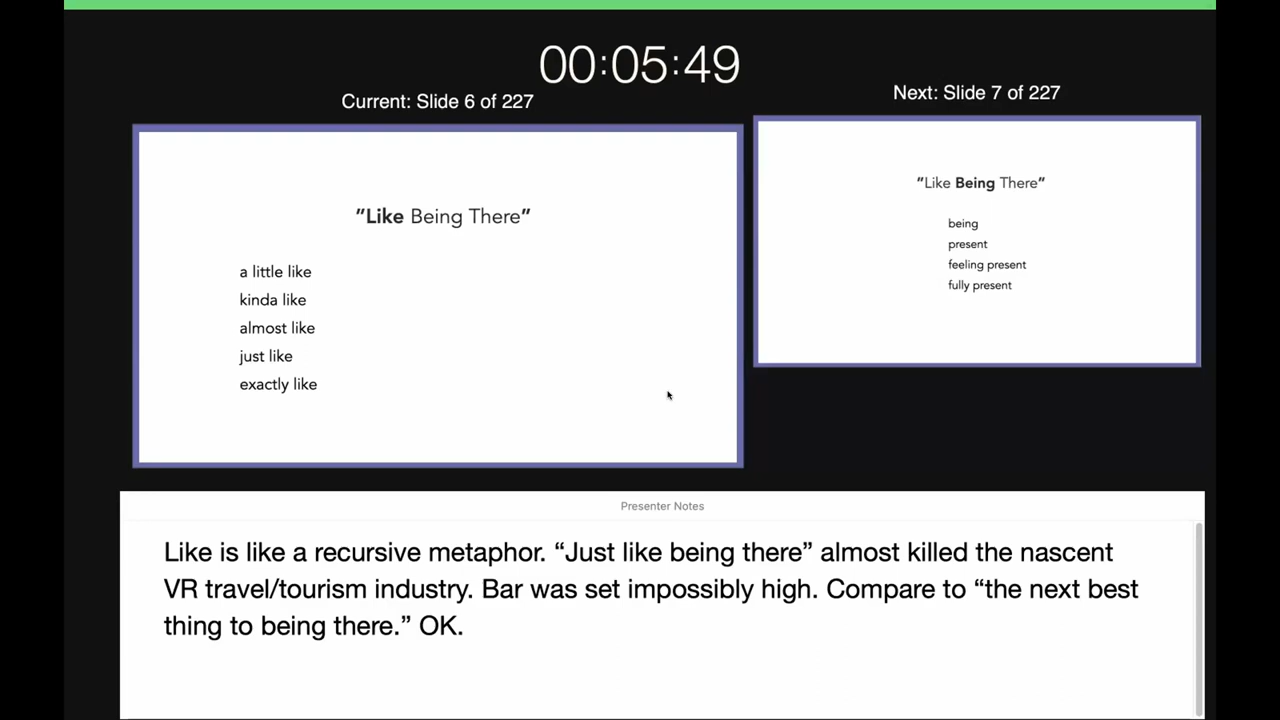 00:05:49
Current: Slide 6 of 227
Next: Slide 7 of 227
"Like Being There"
a little like
kinda like
almost like
just like
exactly like
"Like Being There"
being
present
feeling present
fully present
Presenter Notes
Like is like a recursive metaphor. “Just like being there” almost killed the nascent
VR travel/tourism industry. Bar was set impossibly high. Compare to “the next best
thing to being there.” OK.